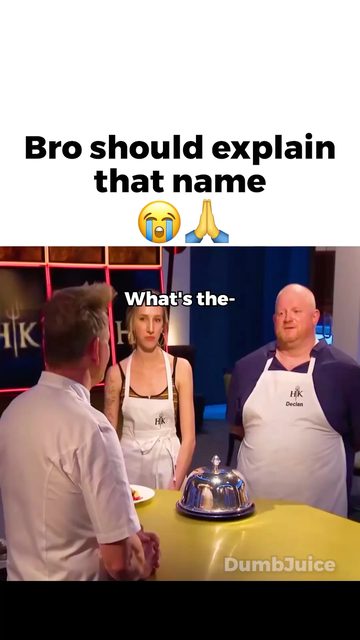 Bro should explain
that name
😭🙏
What's the-
HK
HK
HK
Declan
DumbJuice